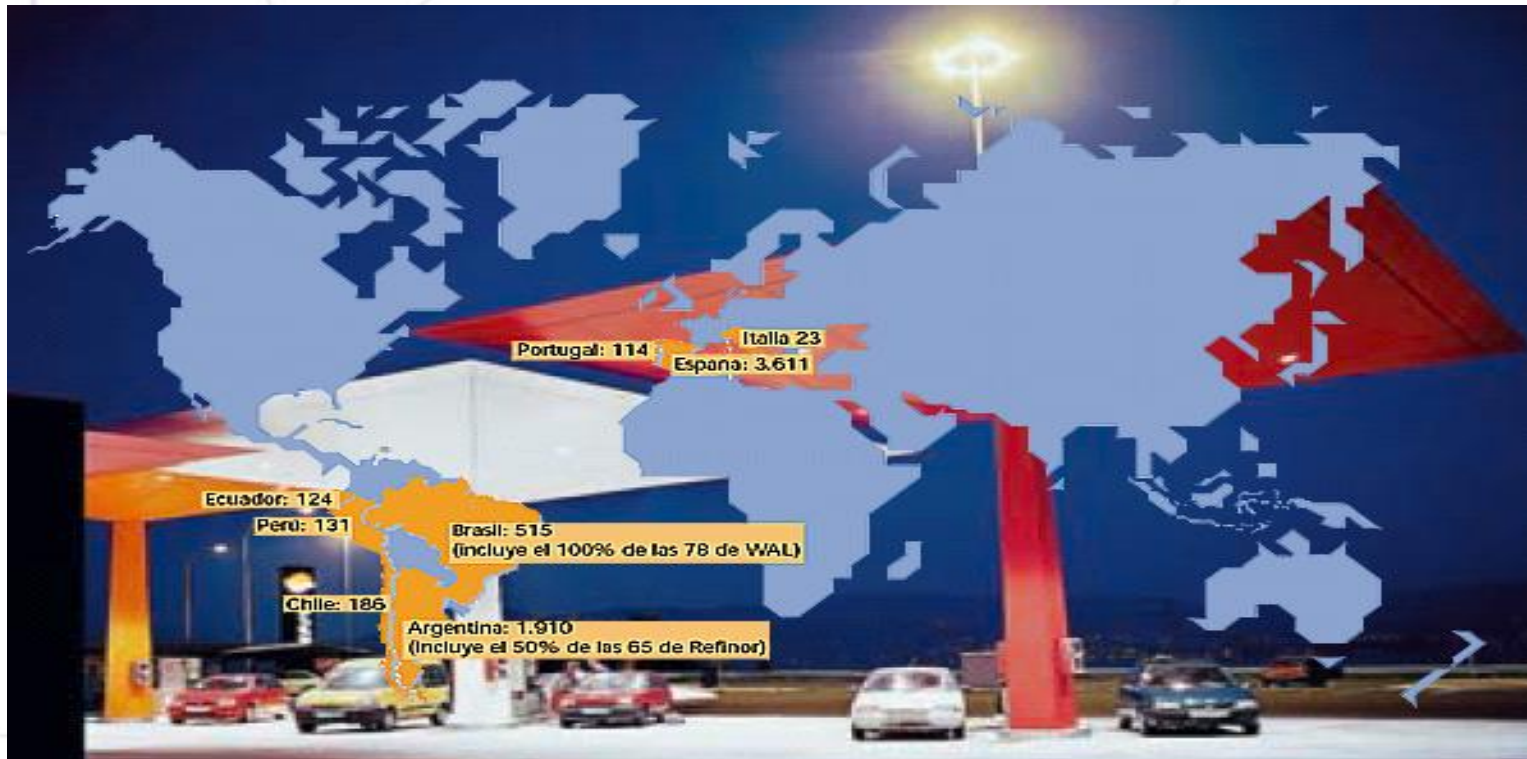 Italia 23
Portugal: 114
Espana: 3.611
Ecuador: 124
Perú: 131
Brasil: 515
(incluye el 100% de las 78 de WAL)
Chile: 186
Argentina: 1.910
(incluye el 50% de las 65 de Refinor)